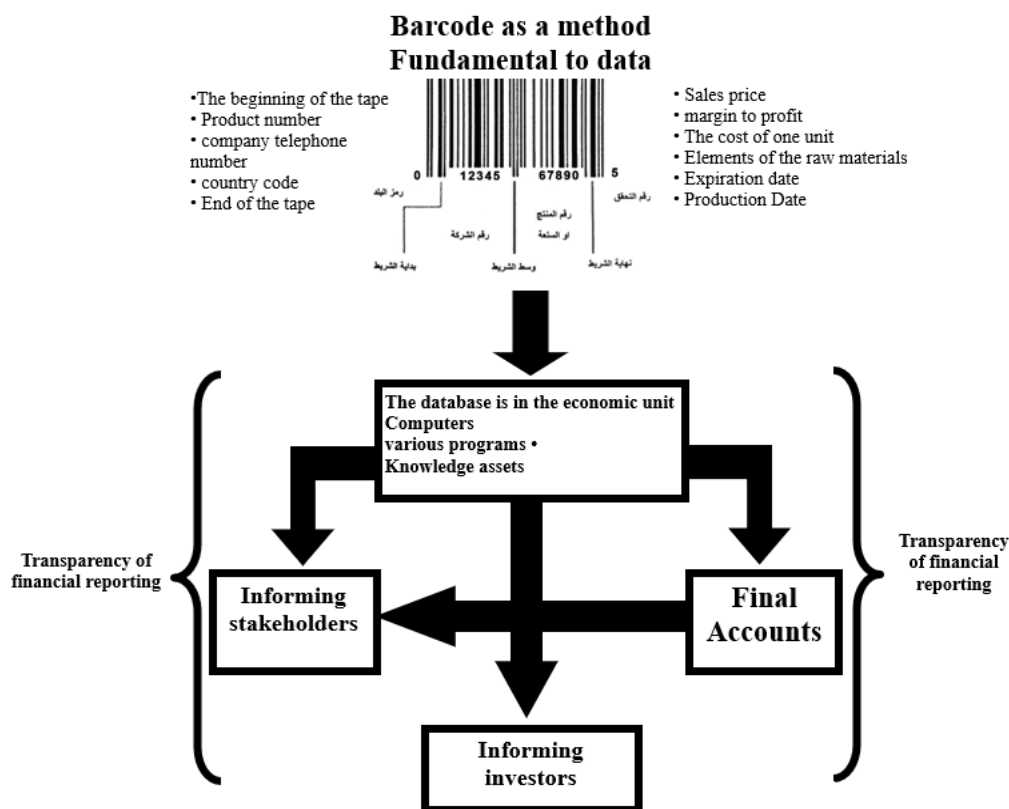 Barcode as a method
Fundamental to data
•The beginning of the tape
• Product number
• company telephone
number
• country code
• End of the tape
• Sales price
• margin to profit
• The cost of one unit
• Elements of the raw materials
• Expiration date
• Production Date
0 12345 67890 5
رمز البلد
رقم التحقق
رقم المنتج
او السلعة
رقم الشركة
بداية الشريط
وسط الشريط
نهاية الشريط
The database is in the economic unit
Computers
various programs •
Knowledge assets
Transparency of
financial reporting
Transparency
of financial
reporting
Informing
stakeholders
Final
Accounts
Informing
investors